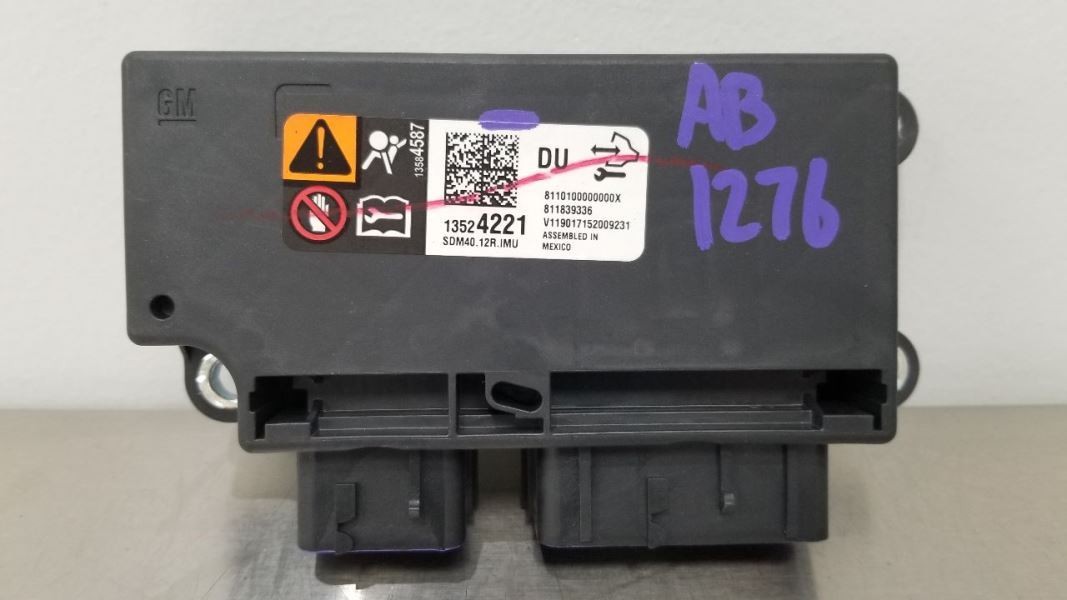 GM
AB
1276
13584587
DU
8110100000000X
811839336
V119017152009231
ASSEMBLED IN
MEXICO
13524221
SDM40.12R.IMU